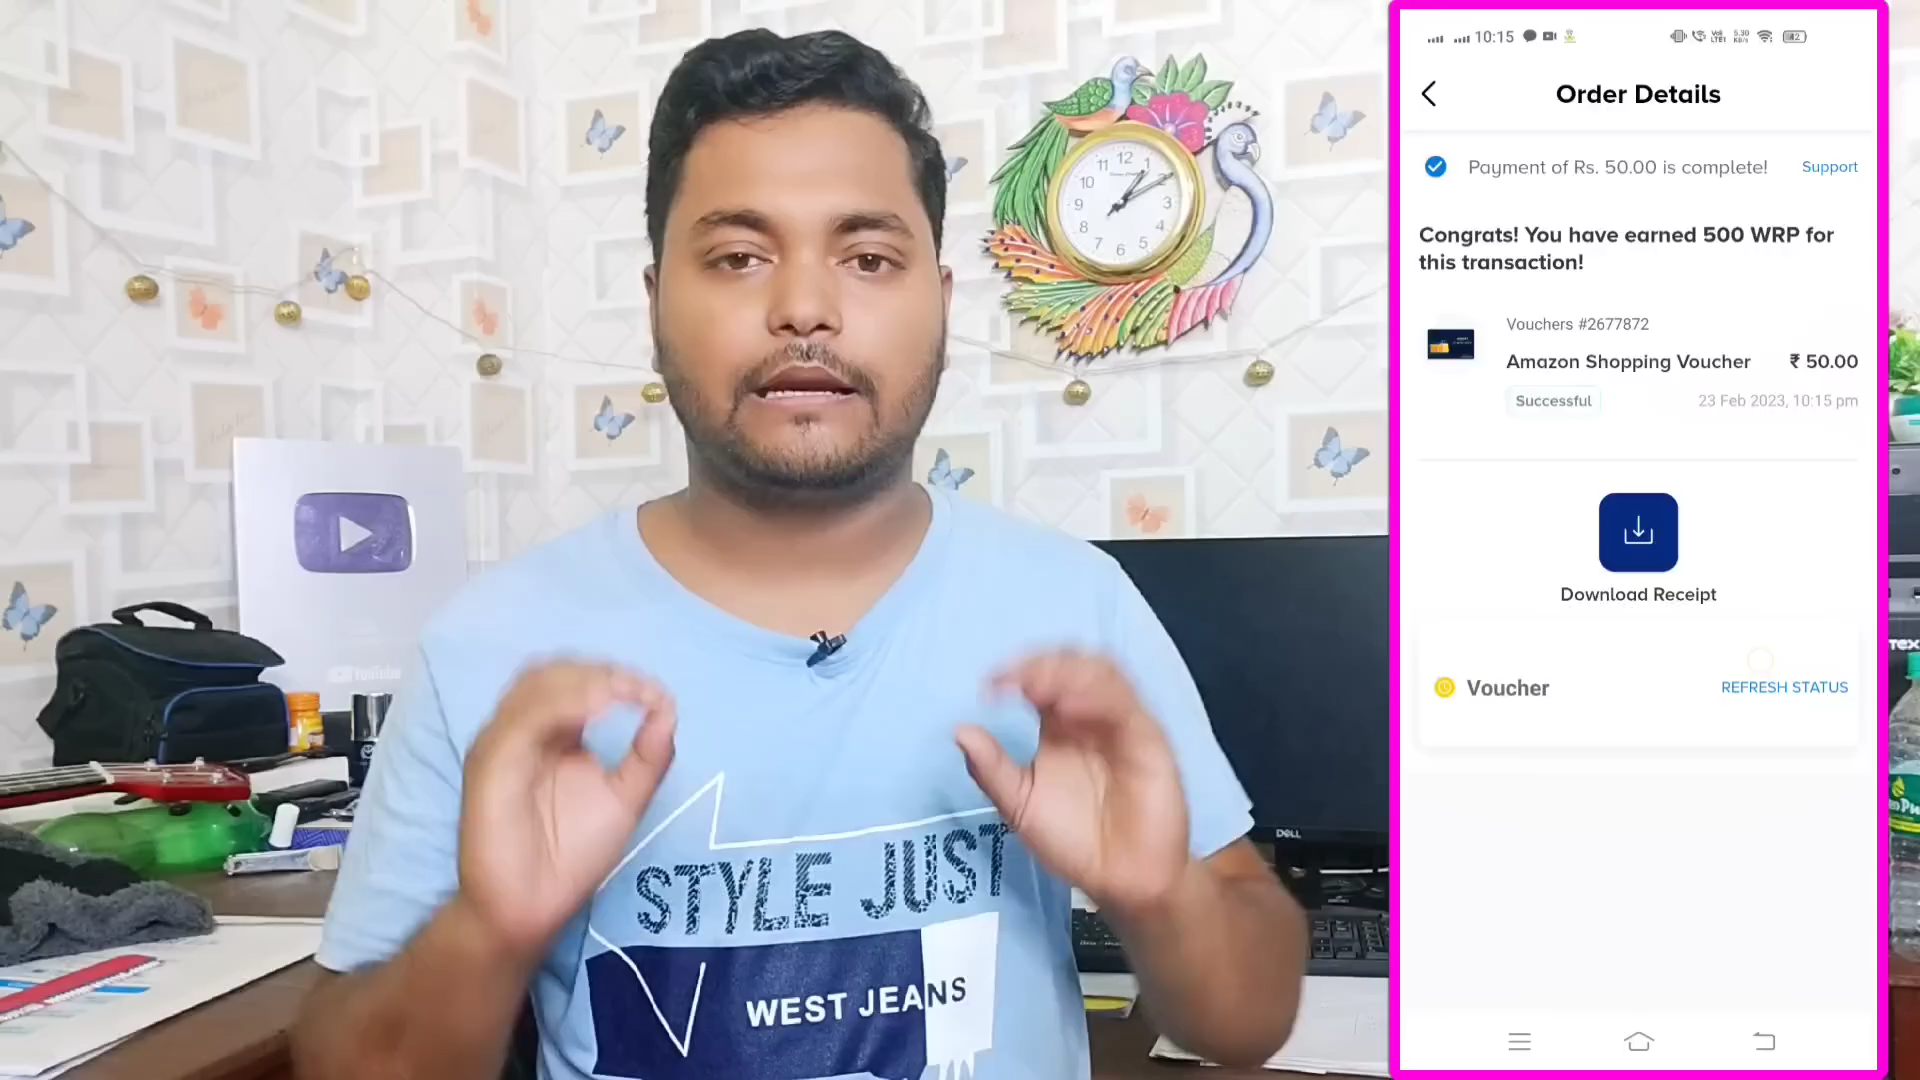 10:15
Order Details
Payment of Rs. 50.00 is complete!
Support
Congrats! You have earned 500 WRP for
this transaction!
Vouchers #2677872
Amazon Shopping Voucher
₹ 50.00
Successful
23 Feb 2023, 10:15 pm
Download Receipt
Voucher
REFRESH STATUS
12
1
3
4
5
6
7
8
9
10
11
YouTube
DELL
STYLE JUST
WEST JEANS